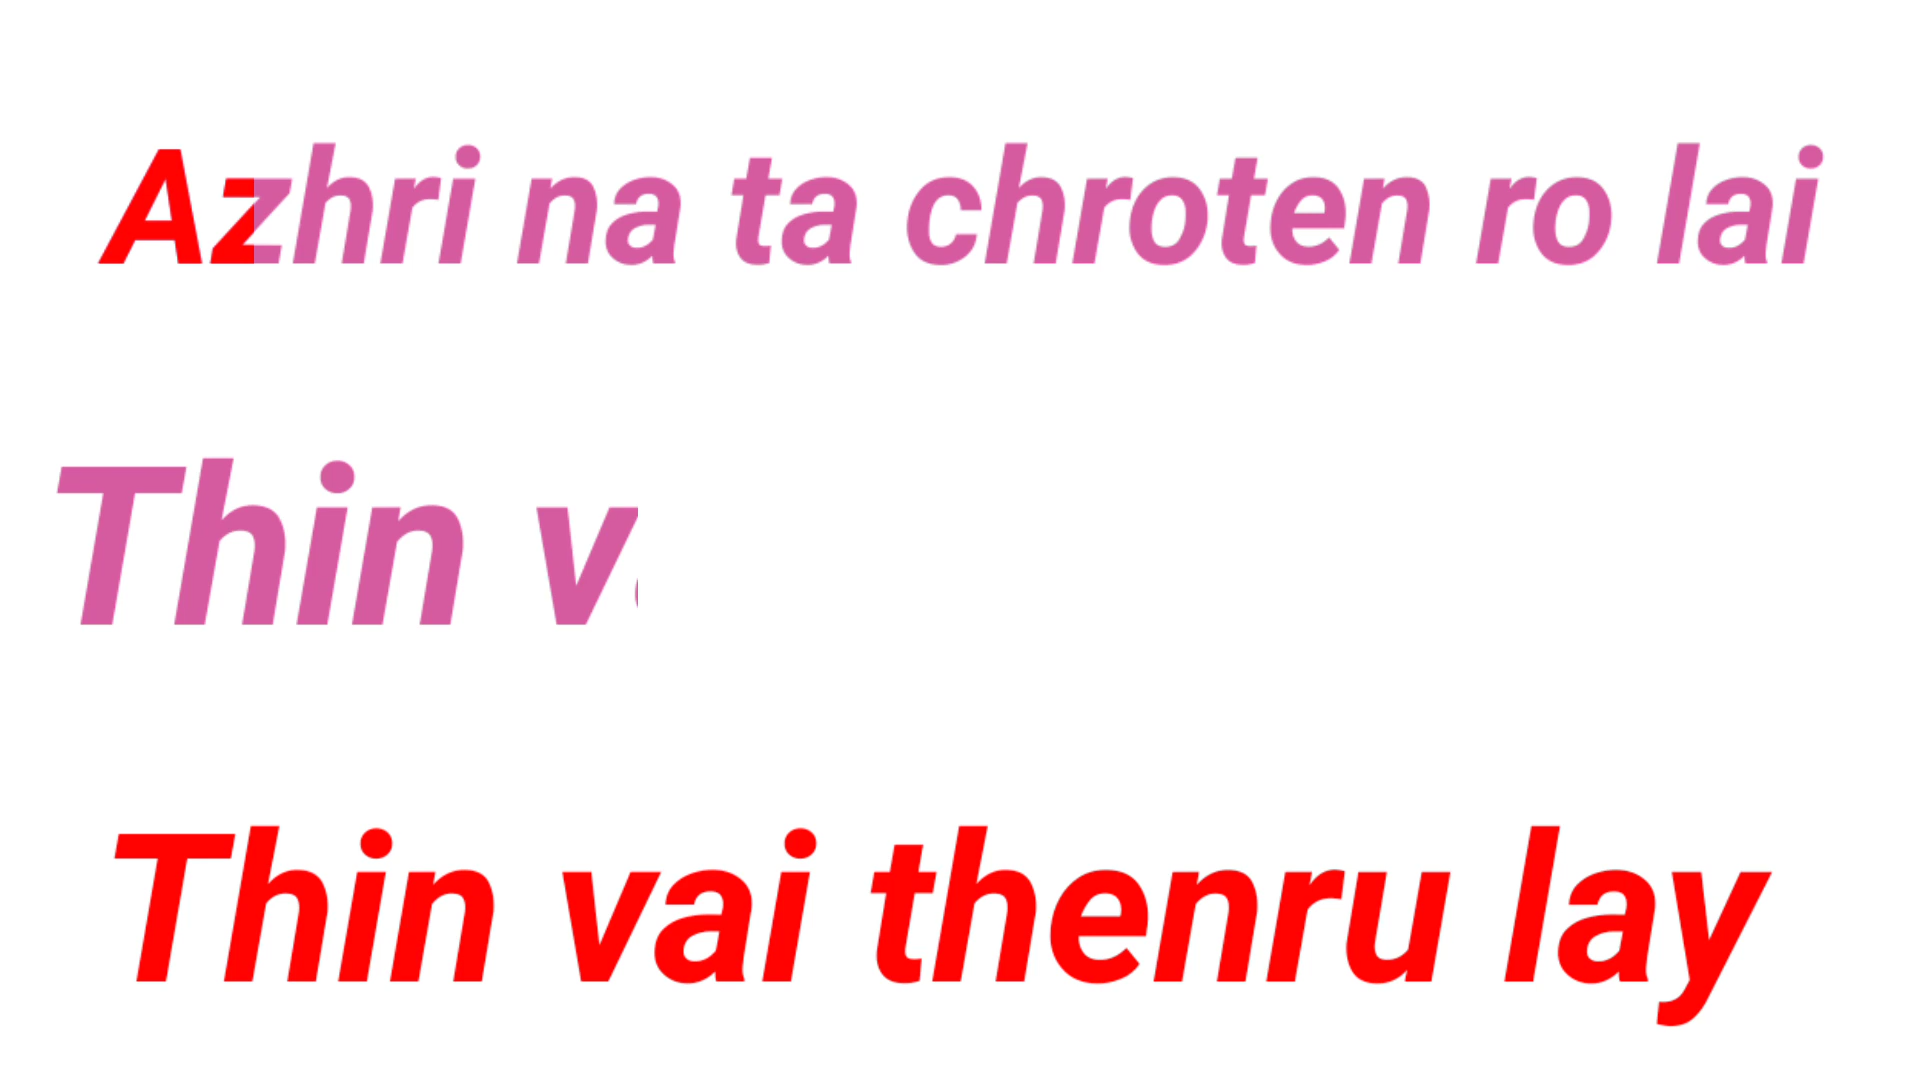 Azhri na ta chroten ro lai
Thin v
Thin vai thenru lay